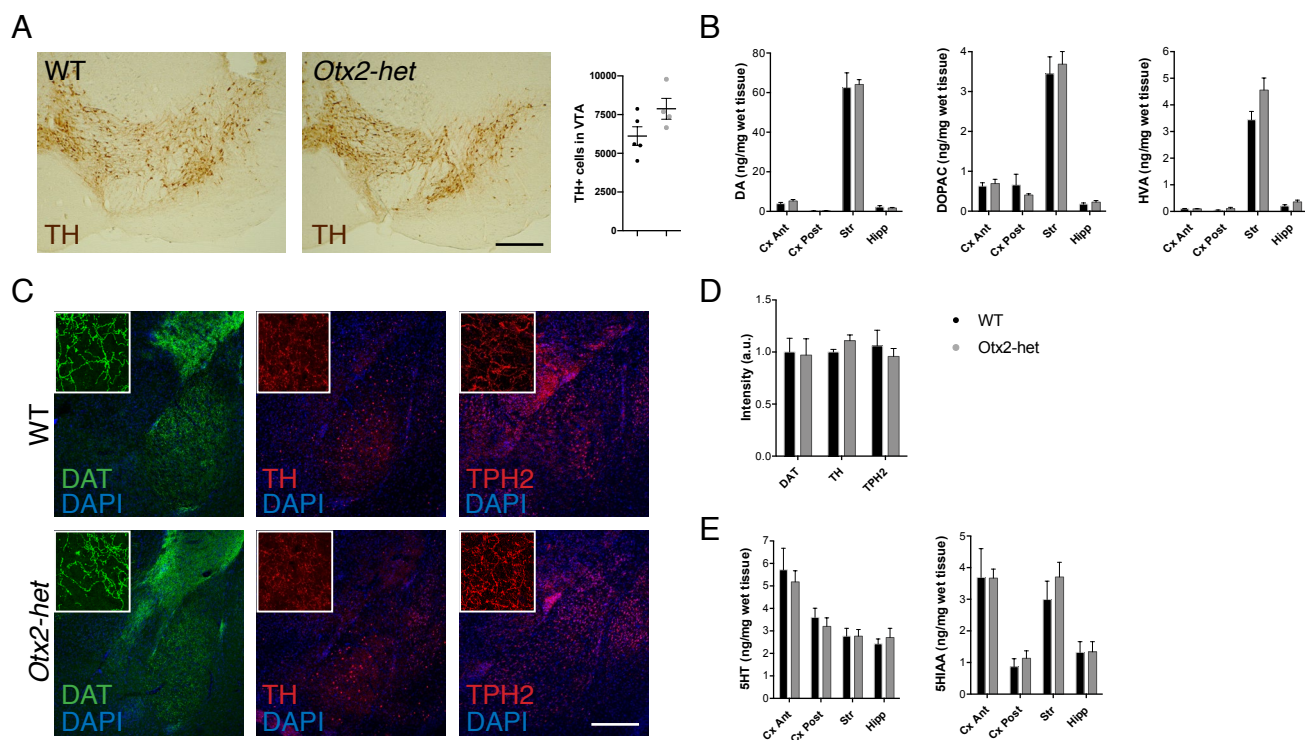 A
WT
TH
Otx2-het
TH
TH+ cells in VTA
10000
7500
5000
2500
0
B
DA (ng/mg wet tissue)
80
60
40
20
0
Cx Ant
Cx Post
Str
Hipp
DOPAC (ng/mg wet tissue)
4
3
2
1
0
Cx Ant
Cx Post
Str
Hipp
HVA (ng/mg wet tissue)
6
5
4
3
2
1
0
Cx Ant
Cx Post
Str
Hipp
C
WT
DAT
DAPI
TH
DAPI
TPH2
DAPI
Otx2-het
DAT
DAPI
TH
DAPI
TPH2
DAPI
D
Intensity (a.u.)
1.5
1.0
0.5
0.0
DAT
TH
TPH2
WT
Otx2-het
E
5HT (ng/mg wet tissue)
7
6
5
4
3
2
1
0
Cx Ant
Cx Post
Str
Hipp
5HIAA (ng/mg wet tissue)
5
4
3
2
1
0
Cx Ant
Cx Post
Str
Hipp